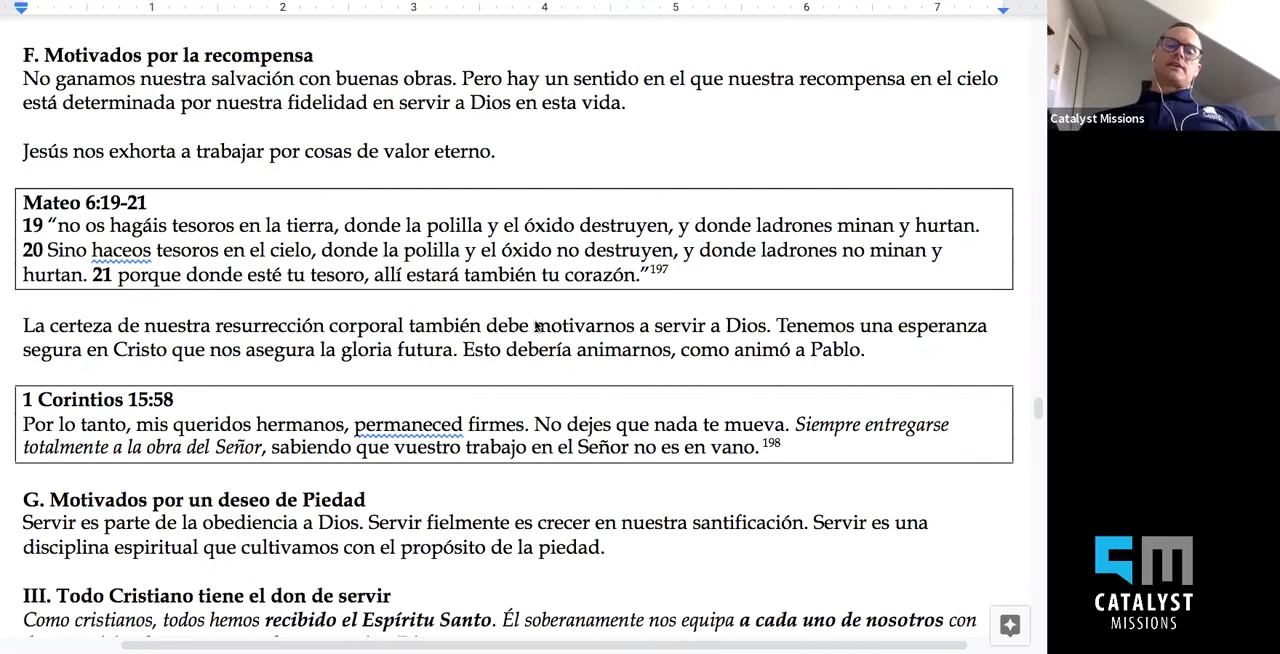 1 2 3 4 5 6 7
F. Motivados por la recompensa
No ganamos nuestra salvación con buenas obras. Pero hay un sentido en el que nuestra recompensa en el cielo
está determinada por nuestra fidelidad en servir a Dios en esta vida.
Jesús nos exhorta a trabajar por cosas de valor eterno.
Mateo 6:19-21
19 “no os hagáis tesoros en la tierra, donde la polilla y el óxido destruyen, y donde ladrones minan y hurtan.
20 Sino haceos tesoros en el cielo, donde la polilla y el óxido no destruyen, y donde ladrones no minan y
hurtan. 21 porque donde esté tu tesoro, allí estará también tu corazón.”197
La certeza de nuestra resurrección corporal también debe motivarnos a servir a Dios. Tenemos una esperanza
segura en Cristo que nos asegura la gloria futura. Esto debería animarnos, como animó a Pablo.
1 Corintios 15:58
Por lo tanto, mis queridos hermanos, permaneced firmes. No dejes que nada te mueva. Siempre entregarse
totalmente a la obra del Señor, sabiendo que vuestro trabajo en el Señor no es en vano. 198
G. Motivados por un deseo de Piedad
Servir es parte de la obediencia a Dios. Servir fielmente es crecer en nuestra santificación. Servir es una
disciplina espiritual que cultivamos con el propósito de la piedad.
III. Todo Cristiano tiene el don de servir
Como cristianos, todos hemos recibido el Espíritu Santo. Él soberanamente nos equipa a cada uno de nosotros con
Catalyst Missions
CATALYST
MISSIONS